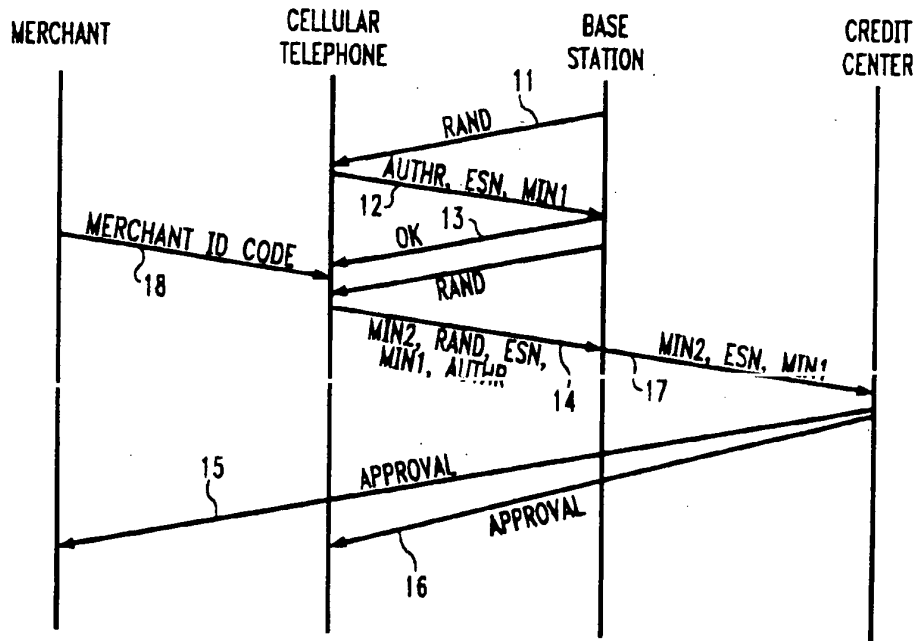 MERCHANT
CELLULAR
TELEPHONE
BASE
STATION
CREDIT
CENTER
11
RAND
AUTHR, ESN, MIN1
12
13
OK
MERCHANT ID CODE
18
RAND
MIN2, RAND, ESN,
MIN1, AUTHR
14
17
MIN2, ESN, MIN1
15
APPROVAL
APPROVAL
16